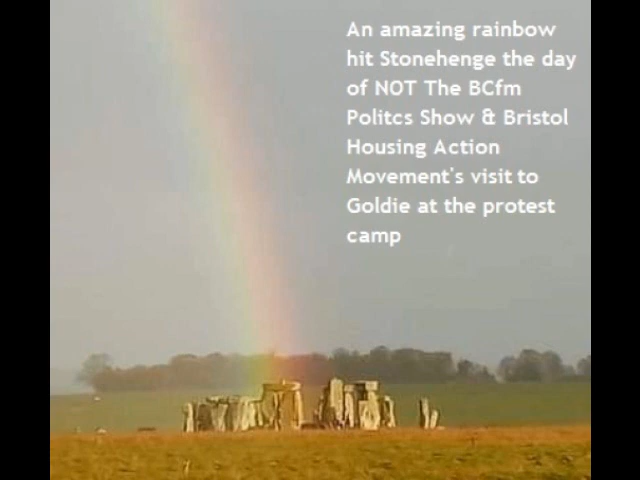 An amazing rainbow
hit Stonehenge the day
of NOT The BCfm
Politcs Show & Bristol
Housing Action
Movement's visit to
Goldie at the protest
camp